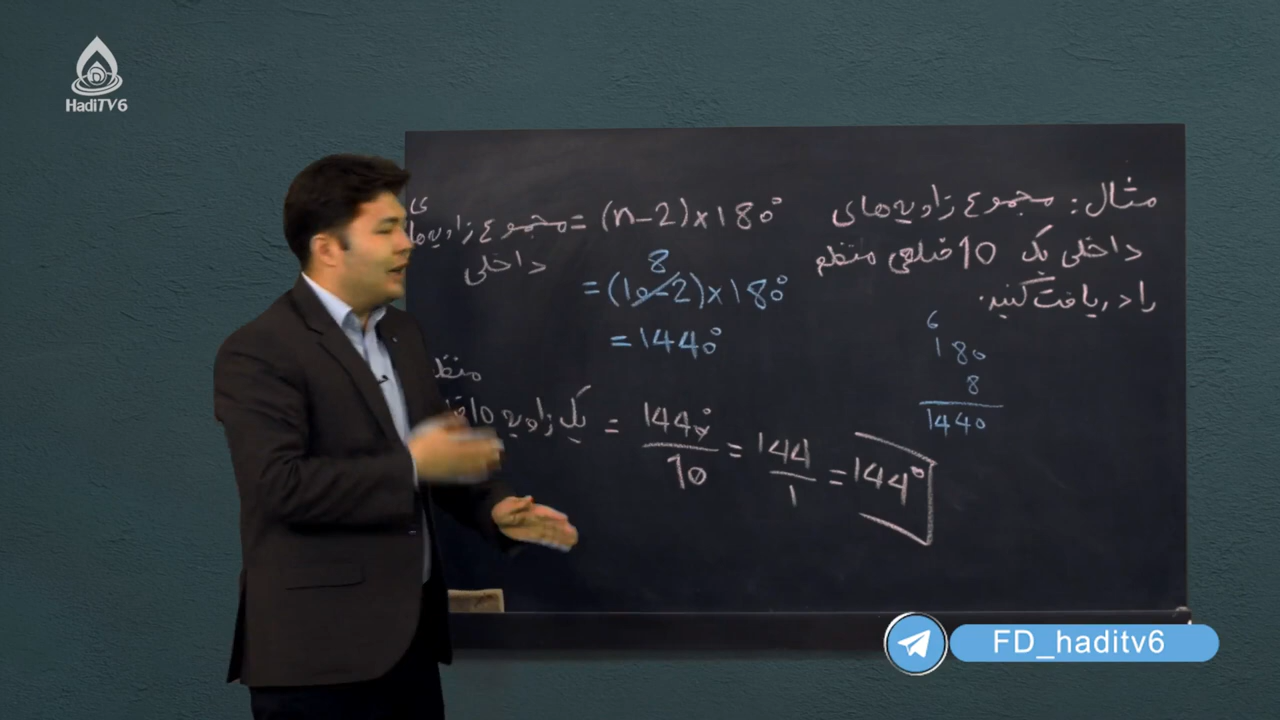 HadiTV6
مثال: مجموع زاویه های
داخلی یک 10 ضلعی منتظم
را دریافت کنید.
مجموع زاویه های = (n-2)×180°
داخلی
8
= (10-2)×180°
= 1440°
6
180
8
1440
منتظم
یک زاویه 10 = 1440°/10 = 144/1 = 144°
FD_haditv6